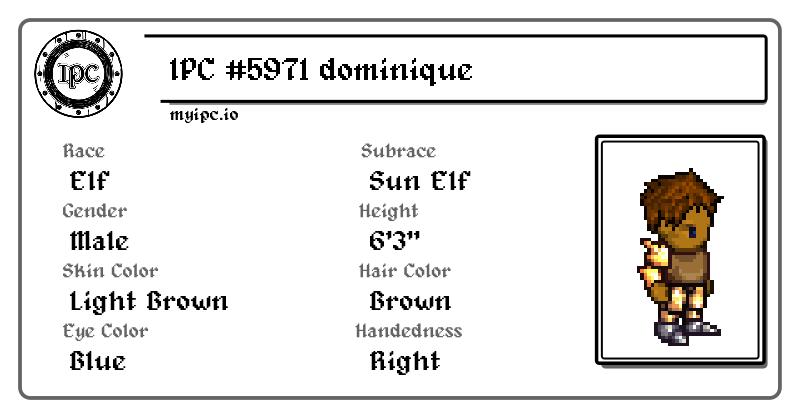 IPC
IPC #5971 dominique
myipc.io
Race
Elf
Subrace
Sun Elf
Gender
Male
Height
6'3"
Skin Color
Light Brown
Hair Color
Brown
Eye Color
Blue
Handedness
Right